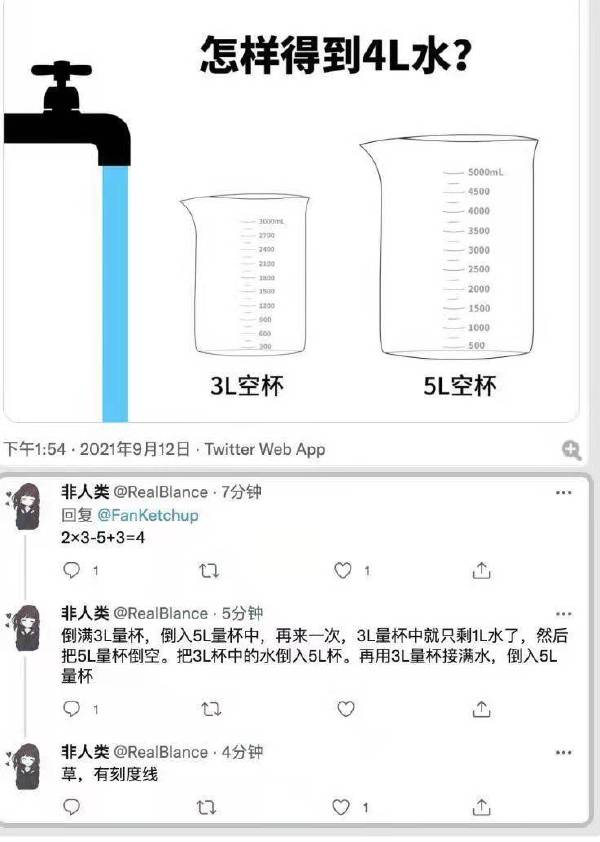 怎样得到4L水?
3000mL
2700
2400
2100
1800
1500
1200
900
600
300
5000mL
4500
4000
3500
3000
2500
2000
1500
1000
500
3L空杯
5L空杯
下午1:54 · 2021年9月12日 · Twitter Web App
非人类 @RealBlance · 7分钟
回复 @FanKetchup
2×3-5+3=4
1
1
非人类 @RealBlance · 5分钟
倒满3L量杯，倒入5L量杯中，再来一次，3L量杯中就只剩1L水了，然后
把5L量杯倒空。把3L杯中的水倒入5L杯。再用3L量杯接满水，倒入5L
量杯
1
非人类 @RealBlance · 4分钟
草，有刻度线
1